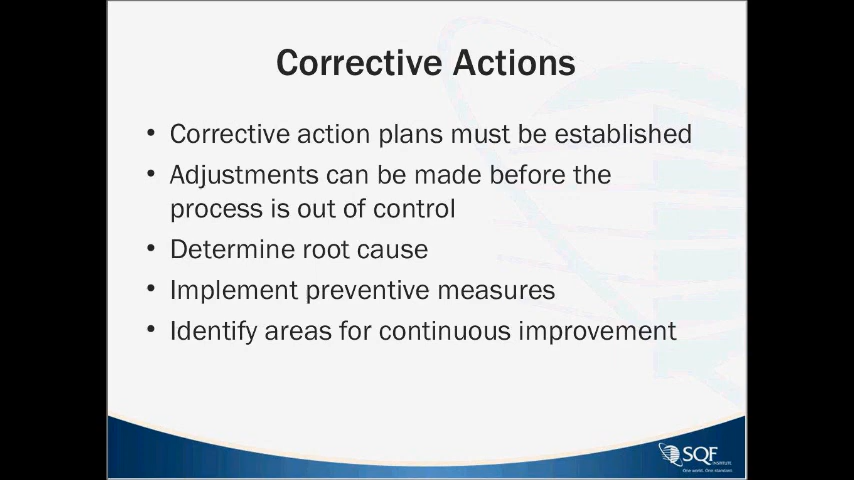 Corrective Actions
• Corrective action plans must be established
• Adjustments can be made before the
process is out of control
• Determine root cause
• Implement preventive measures
• Identify areas for continuous improvement
SQF
INSTITUTE
One world. One standard.